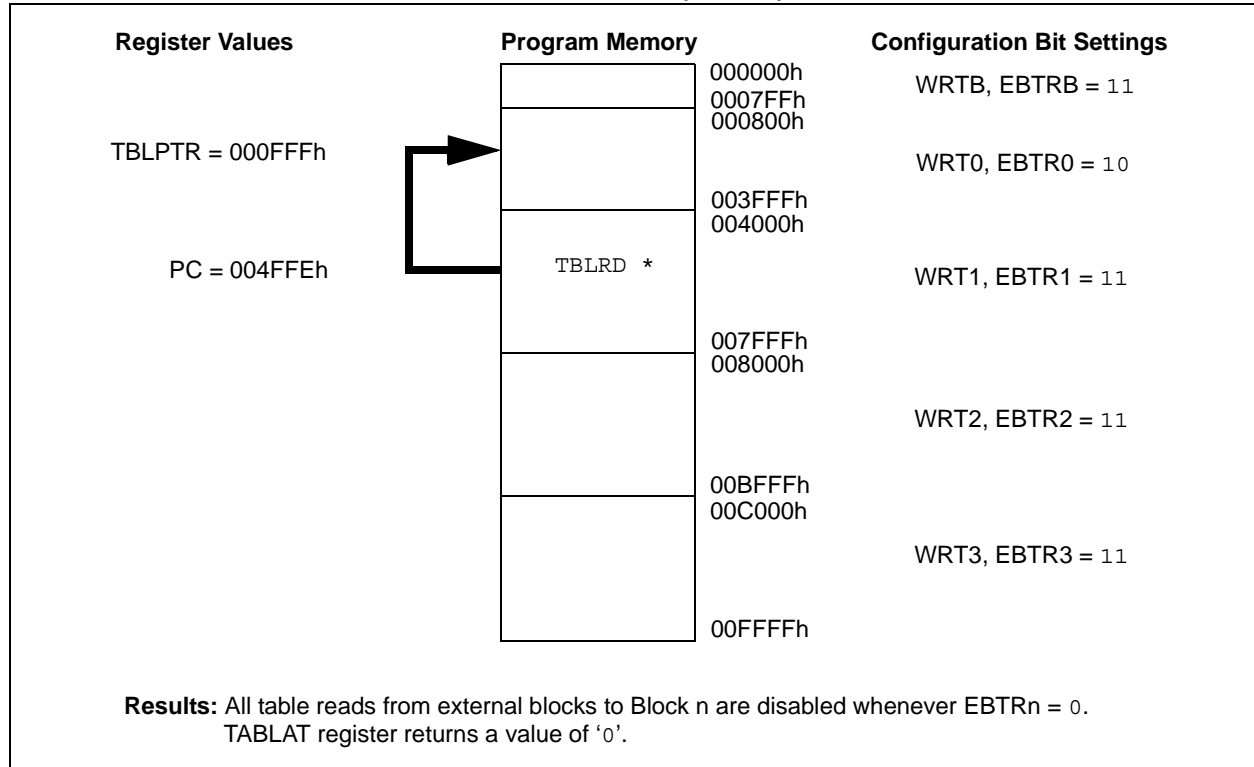 Register Values
Program Memory
Configuration Bit Settings
000000h
WRTB, EBTRB = 11
0007FFh
000800h
TBLPTR = 000FFFh
WRT0, EBTR0 = 10
003FFFh
004000h
PC = 004FFEh
TBLRD *
WRT1, EBTR1 = 11
007FFFh
008000h
WRT2, EBTR2 = 11
00BFFFh
00C000h
WRT3, EBTR3 = 11
00FFFFh
Results: All table reads from external blocks to Block n are disabled whenever EBTRn = 0.
TABLAT register returns a value of ‘0’.